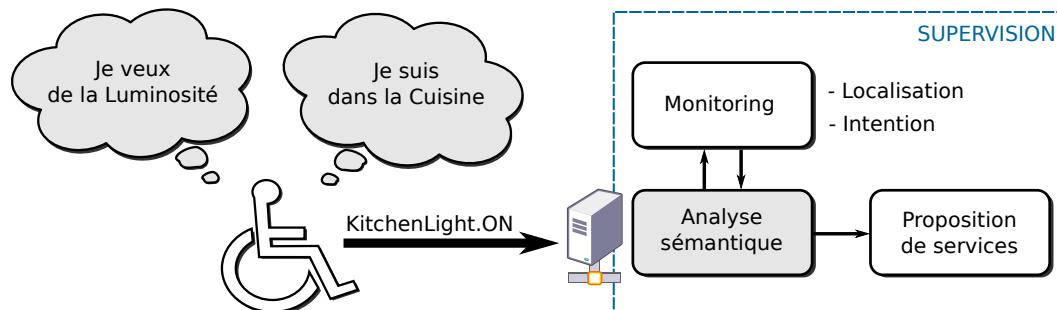 Je veux
de la Luminosité
Je suis
dans la Cuisine
KitchenLight.ON
SUPERVISION
Monitoring
- Localisation
- Intention
Analyse
sémantique
Proposition
de services